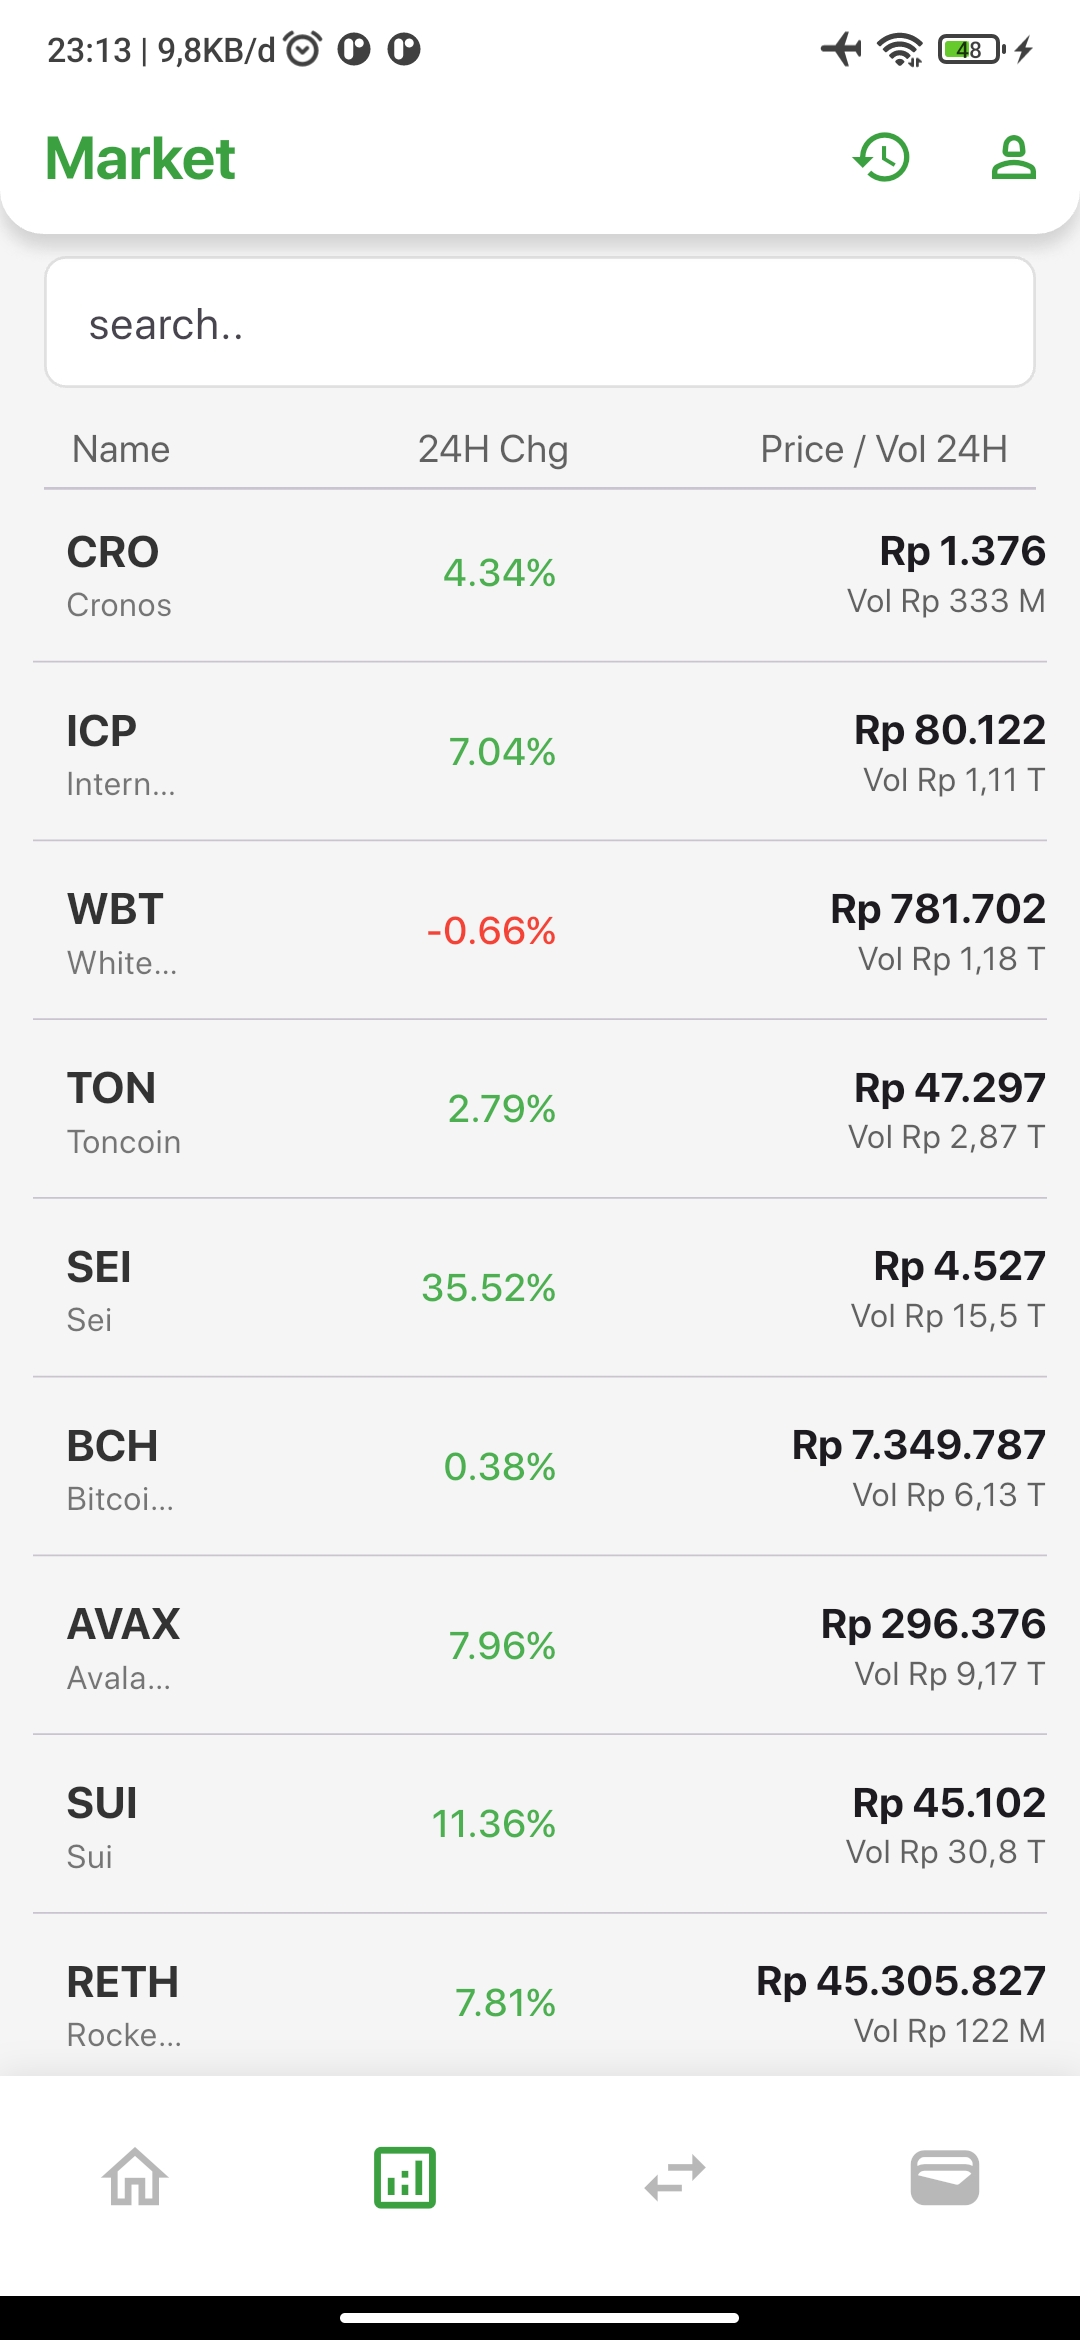 23:13 | 9,8KB/d
48
Market
search..
Name 24H Chg Price / Vol 24H
CRO 4.34% Rp 1.376
Cronos Vol Rp 333 M
ICP 7.04% Rp 80.122
Intern... Vol Rp 1,11 T
WBT -0.66% Rp 781.702
White... Vol Rp 1,18 T
TON 2.79% Rp 47.297
Toncoin Vol Rp 2,87 T
SEI 35.52% Rp 4.527
Sei Vol Rp 15,5 T
BCH 0.38% Rp 7.349.787
Bitcoi... Vol Rp 6,13 T
AVAX 7.96% Rp 296.376
Avala... Vol Rp 9,17 T
SUI 11.36% Rp 45.102
Sui Vol Rp 30,8 T
RETH 7.81% Rp 45.305.827
Rocke... Vol Rp 122 M